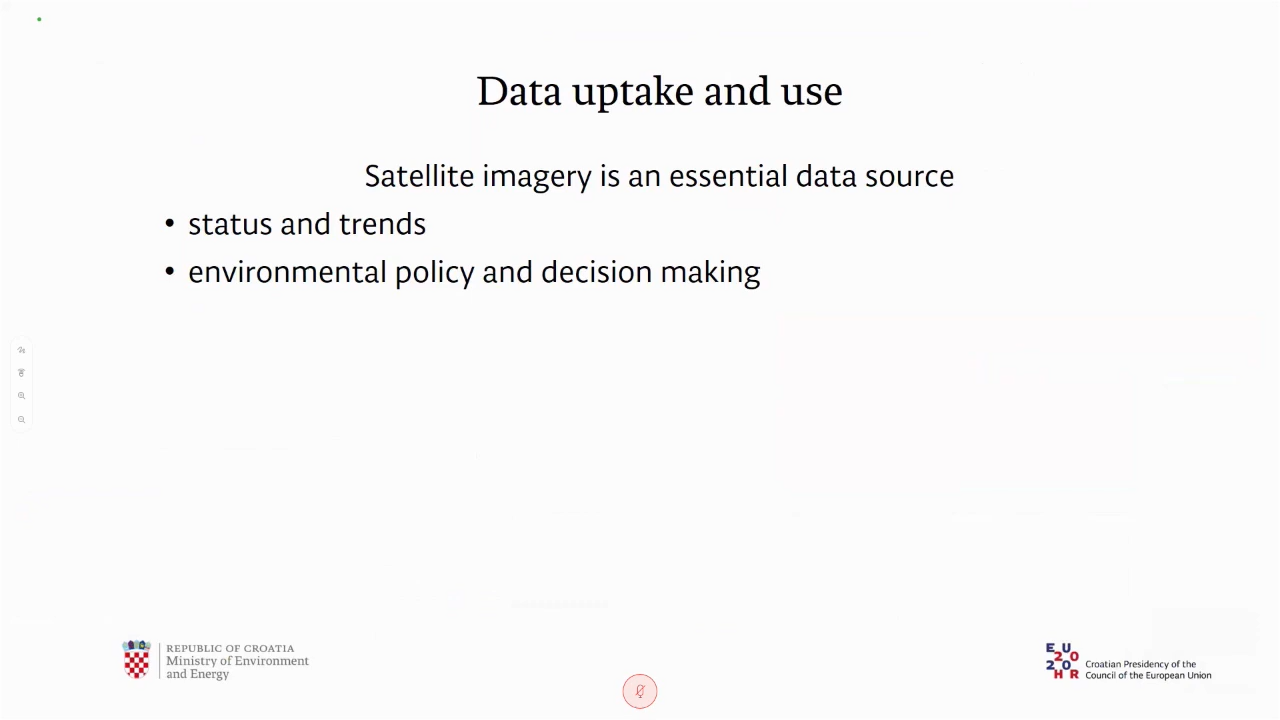 Data uptake and use
Satellite imagery is an essential data source
• status and trends
• environmental policy and decision making
REPUBLIC OF CROATIA
Ministry of Environment
and Energy
EU
20
20
HR
Croatian Presidency of the
Council of the European Union